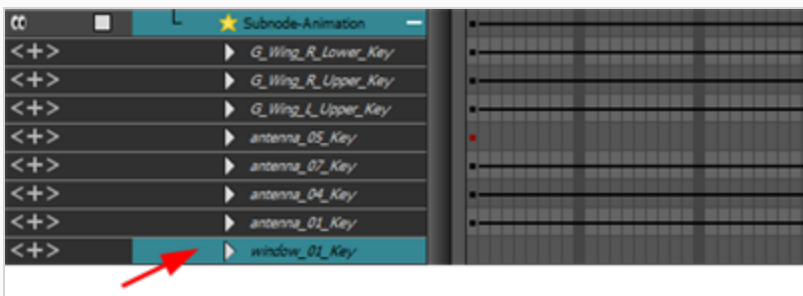 Subnode-Animation
G_Wing_R_Lower_Key
G_Wing_R_Upper_Key
G_Wing_L_Upper_Key
antenna_05_Key
antenna_07_Key
antenna_04_Key
antenna_01_Key
window_01_Key